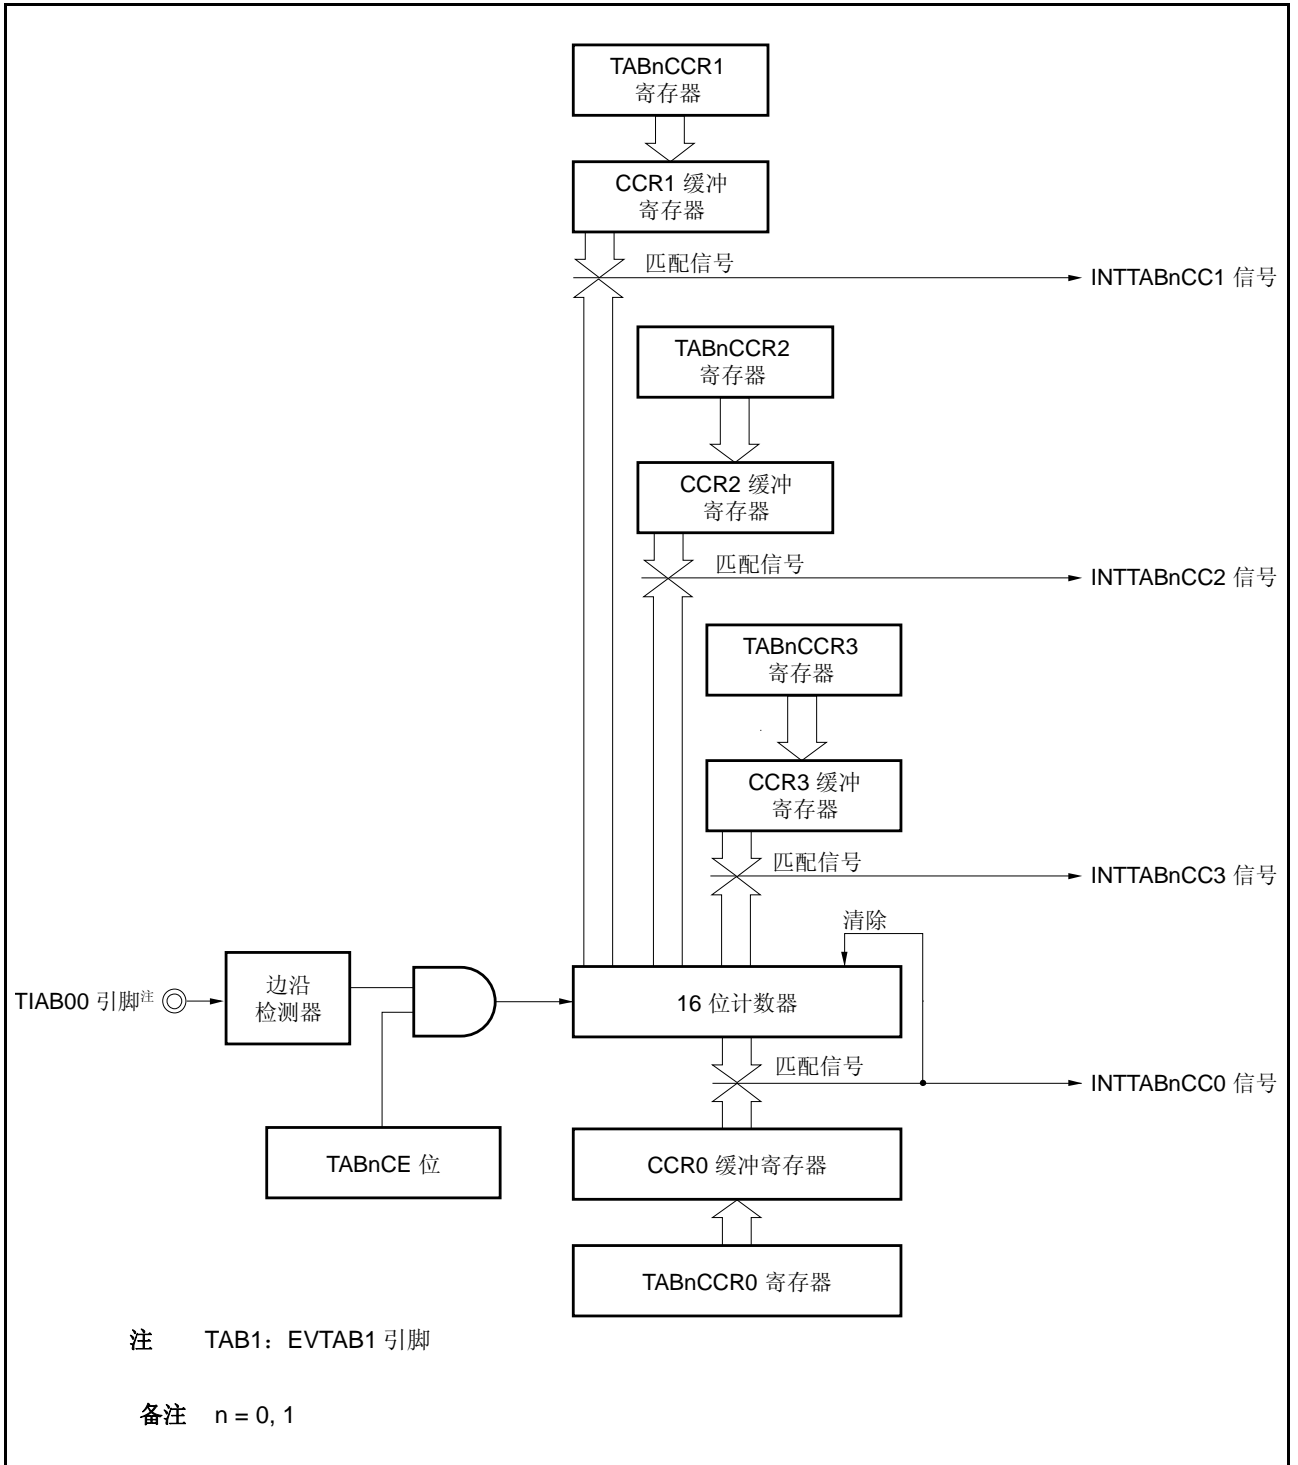 TABnCCR1
寄存器
CCR1 缓冲
寄存器
匹配信号
INTTABnCC1 信号
TABnCCR2
寄存器
CCR2 缓冲
寄存器
匹配信号
INTTABnCC2 信号
TABnCCR3
寄存器
CCR3 缓冲
寄存器
匹配信号
INTTABnCC3 信号
清除
TIAB00 引脚注
边沿
检测器
16 位计数器
匹配信号
INTTABnCC0 信号
TABnCE 位
CCR0 缓冲寄存器
TABnCCR0 寄存器
注 TAB1：EVTAB1 引脚
备注 n = 0, 1